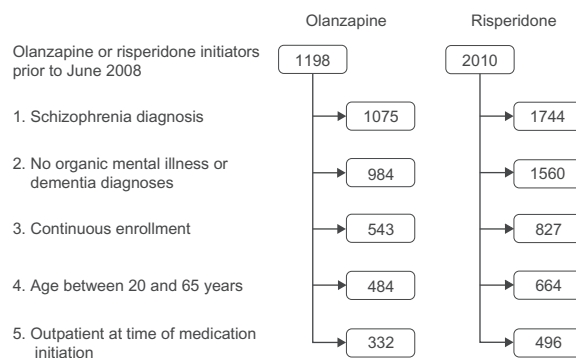 Olanzapine Risperidone
Olanzapine or risperidone initiators
prior to June 2008
1198 2010
1. Schizophrenia diagnosis 1075 1744
2. No organic mental illness or
dementia diagnoses
984 1560
3. Continuous enrollment 543 827
4. Age between 20 and 65 years 484 664
5. Outpatient at time of medication
initiation
332 496